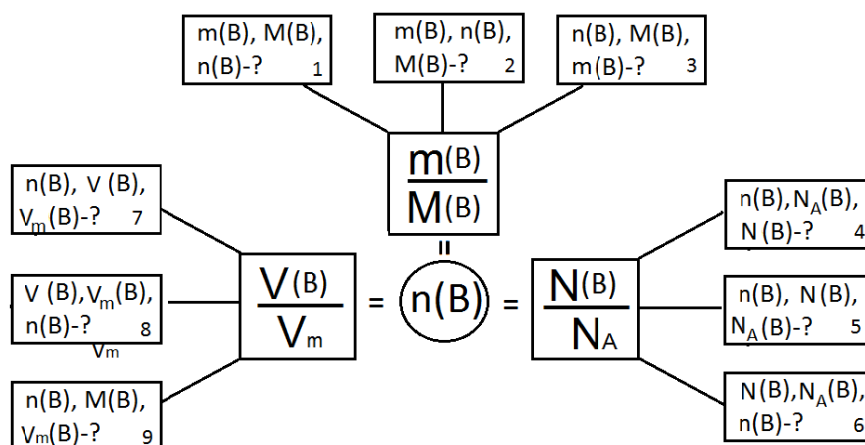 m(B), M(B),
n(B)-? 1
m(B), n(B),
M(B)-? 2
n(B), M(B),
m(B)-? 3
m(B)
M(B)
=
n(B), V (B),
Vm(B)-? 7
V (B),Vm(B),
n(B)-? 8
Vm
n(B), M(B),
Vm(B)-? 9
V(B)
Vm
= n(B) =
N(B)
NA
n(B),NA(B),
N(B)-? 4
n(B), N(B),
NA(B)-? 5
N(B),NA(B),
n(B)-? 6